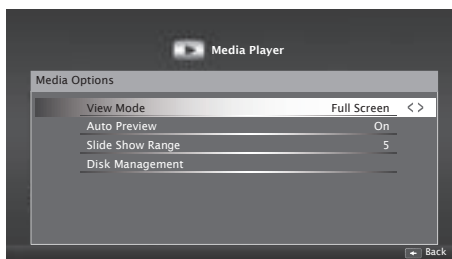 Media Player
Media Options
View Mode Full Screen < >
Auto Preview On
Slide Show Range 5
Disk Management
Back